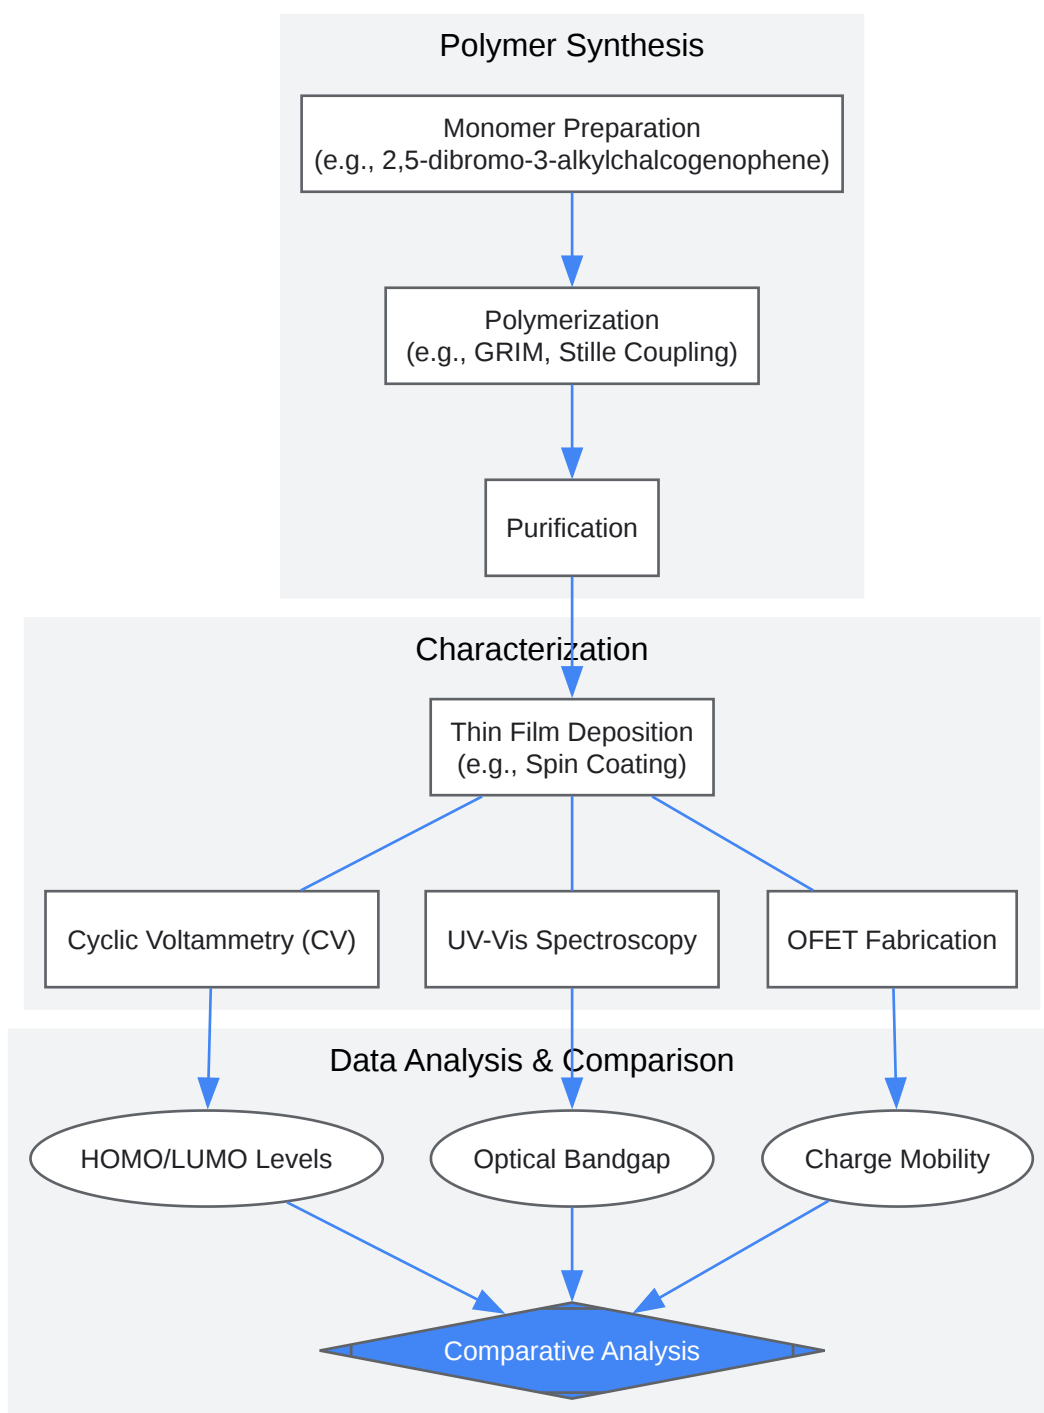 Polymer Synthesis
Monomer Preparation
(e.g., 2,5-dibromo-3-alkylchalcogenophene)
Polymerization
(e.g., GRIM, Stille Coupling)
Purification
Characterization
Thin Film Deposition
(e.g., Spin Coating)
Cyclic Voltammetry (CV)
UV-Vis Spectroscopy
OFET Fabrication
Data Analysis & Comparison
HOMO/LUMO Levels
Optical Bandgap
Charge Mobility
Comparative Analysis